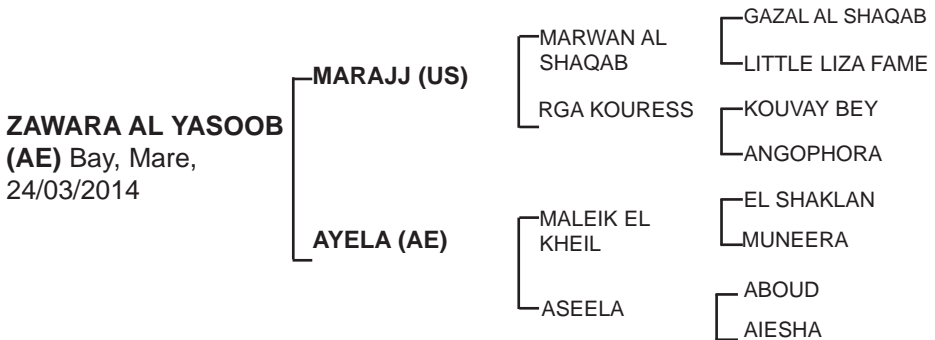 ZAWARA AL YASOOB
(AE) Bay, Mare,
24/03/2014
MARAJJ (US)
AYELA (AE)
MARWAN AL
SHAQAB
RGA KOURESS
MALEIK EL
KHEIL
ASEELA
GAZAL AL SHAQAB
LITTLE LIZA FAME
KOUVAY BEY
ANGOPHORA
EL SHAKLAN
MUNEERA
ABOUD
AIESHA